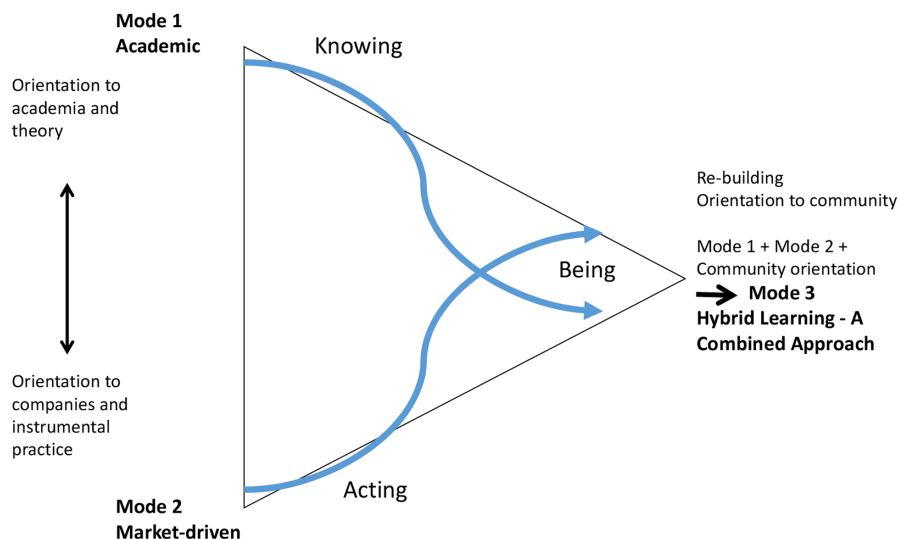 Mode 1
Academic
Knowing
Orientation to
academia and
theory
Re-building
Orientation to community
Mode 1 + Mode 2 +
Community orientation
Being
Mode 3
Hybrid Learning - A
Combined Approach
Orientation to
companies and
instrumental
practice
Acting
Mode 2
Market-driven